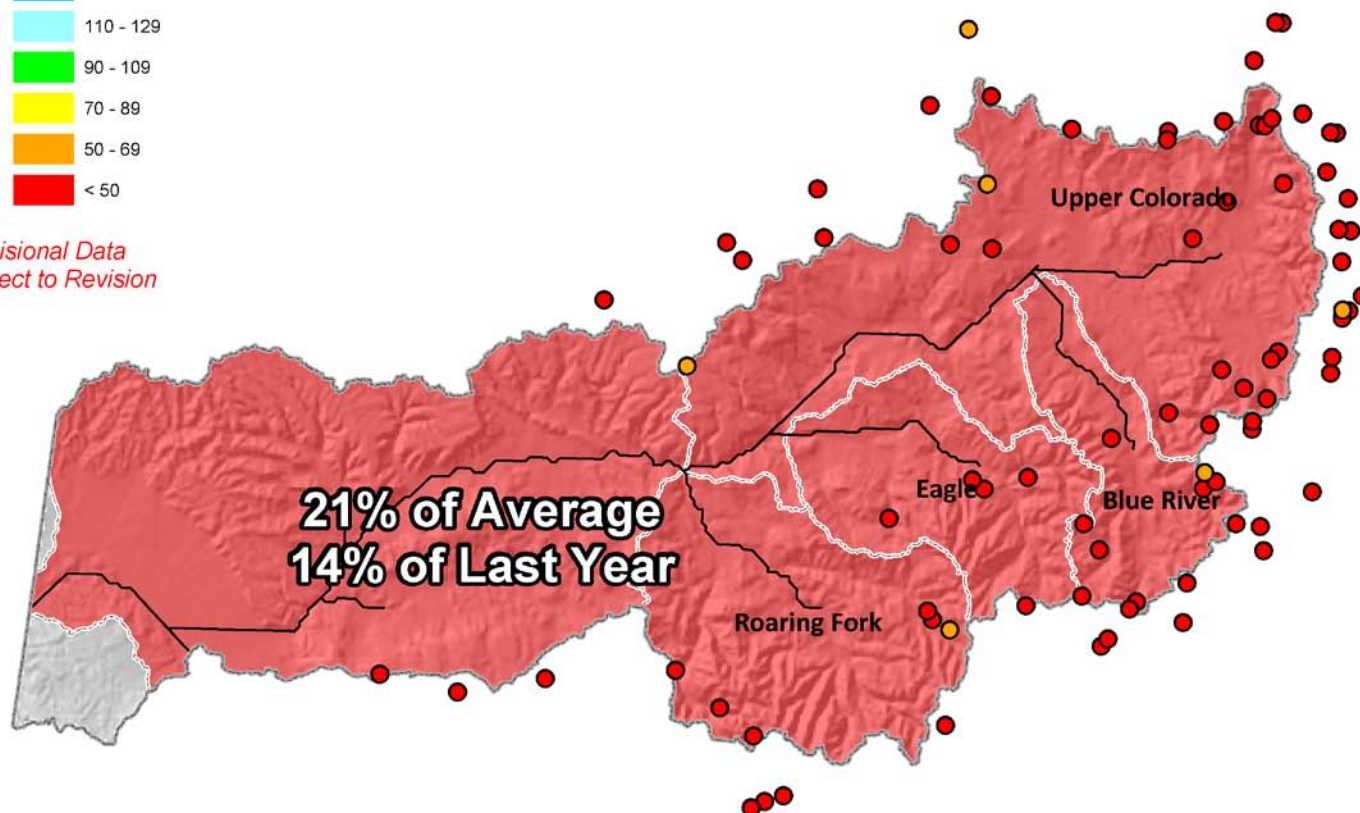 110 - 129
90 - 109
70 - 89
50 - 69
< 50
isional Data
ect to Revision
Upper Colorado
Eagle
Blue River
21% of Average
14% of Last Year
Roaring Fork